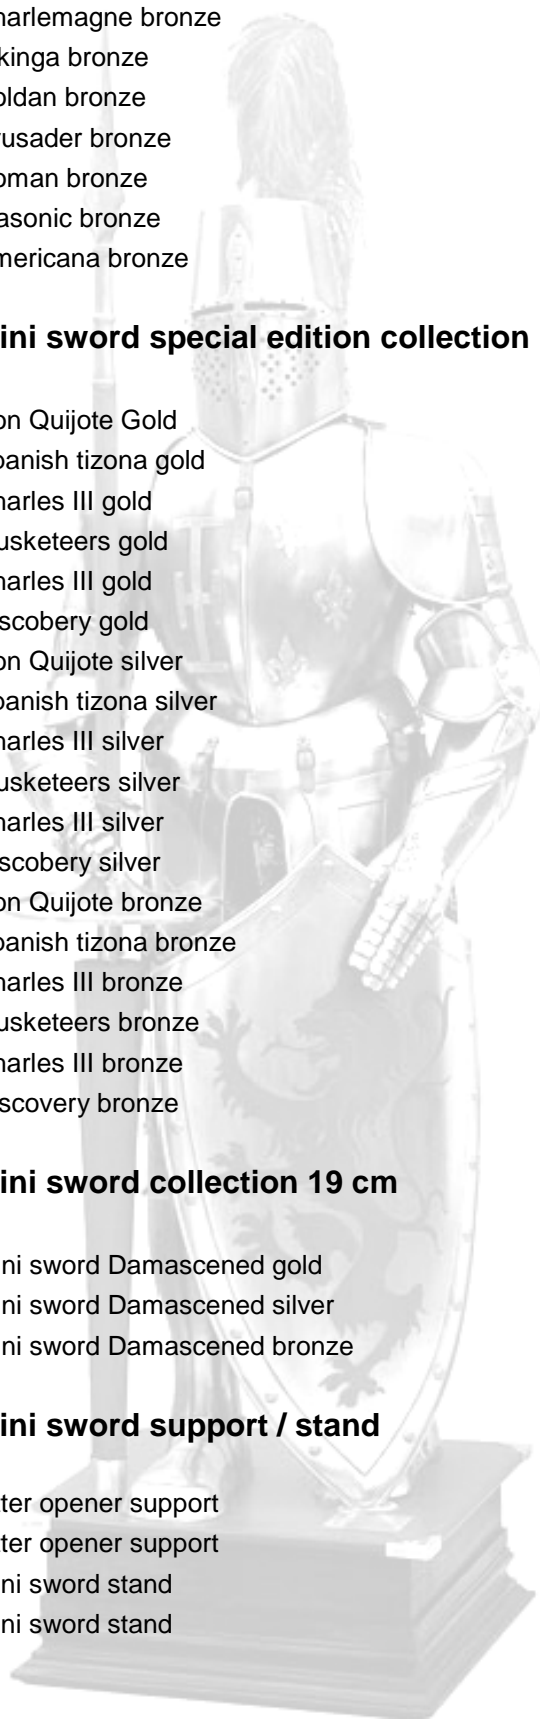 harlemagne bronze
kinga bronze
oldan bronze
rusader bronze
oman bronze
asonic bronze
mericana bronze
ini sword special edition collection
on Quijote Gold
panish tizona gold
harles III gold
usketeers gold
harles III gold
scobery gold
on Quijote silver
panish tizona silver
harles III silver
usketeers silver
harles III silver
scobery silver
on Quijote bronze
panish tizona bronze
harles III bronze
usketeers bronze
harles III bronze
scovery bronze
ini sword collection 19 cm
ni sword Damascened gold
ni sword Damascened silver
ni sword Damascened bronze
ini sword support / stand
tter opener support
tter opener support
ni sword stand
ni sword stand